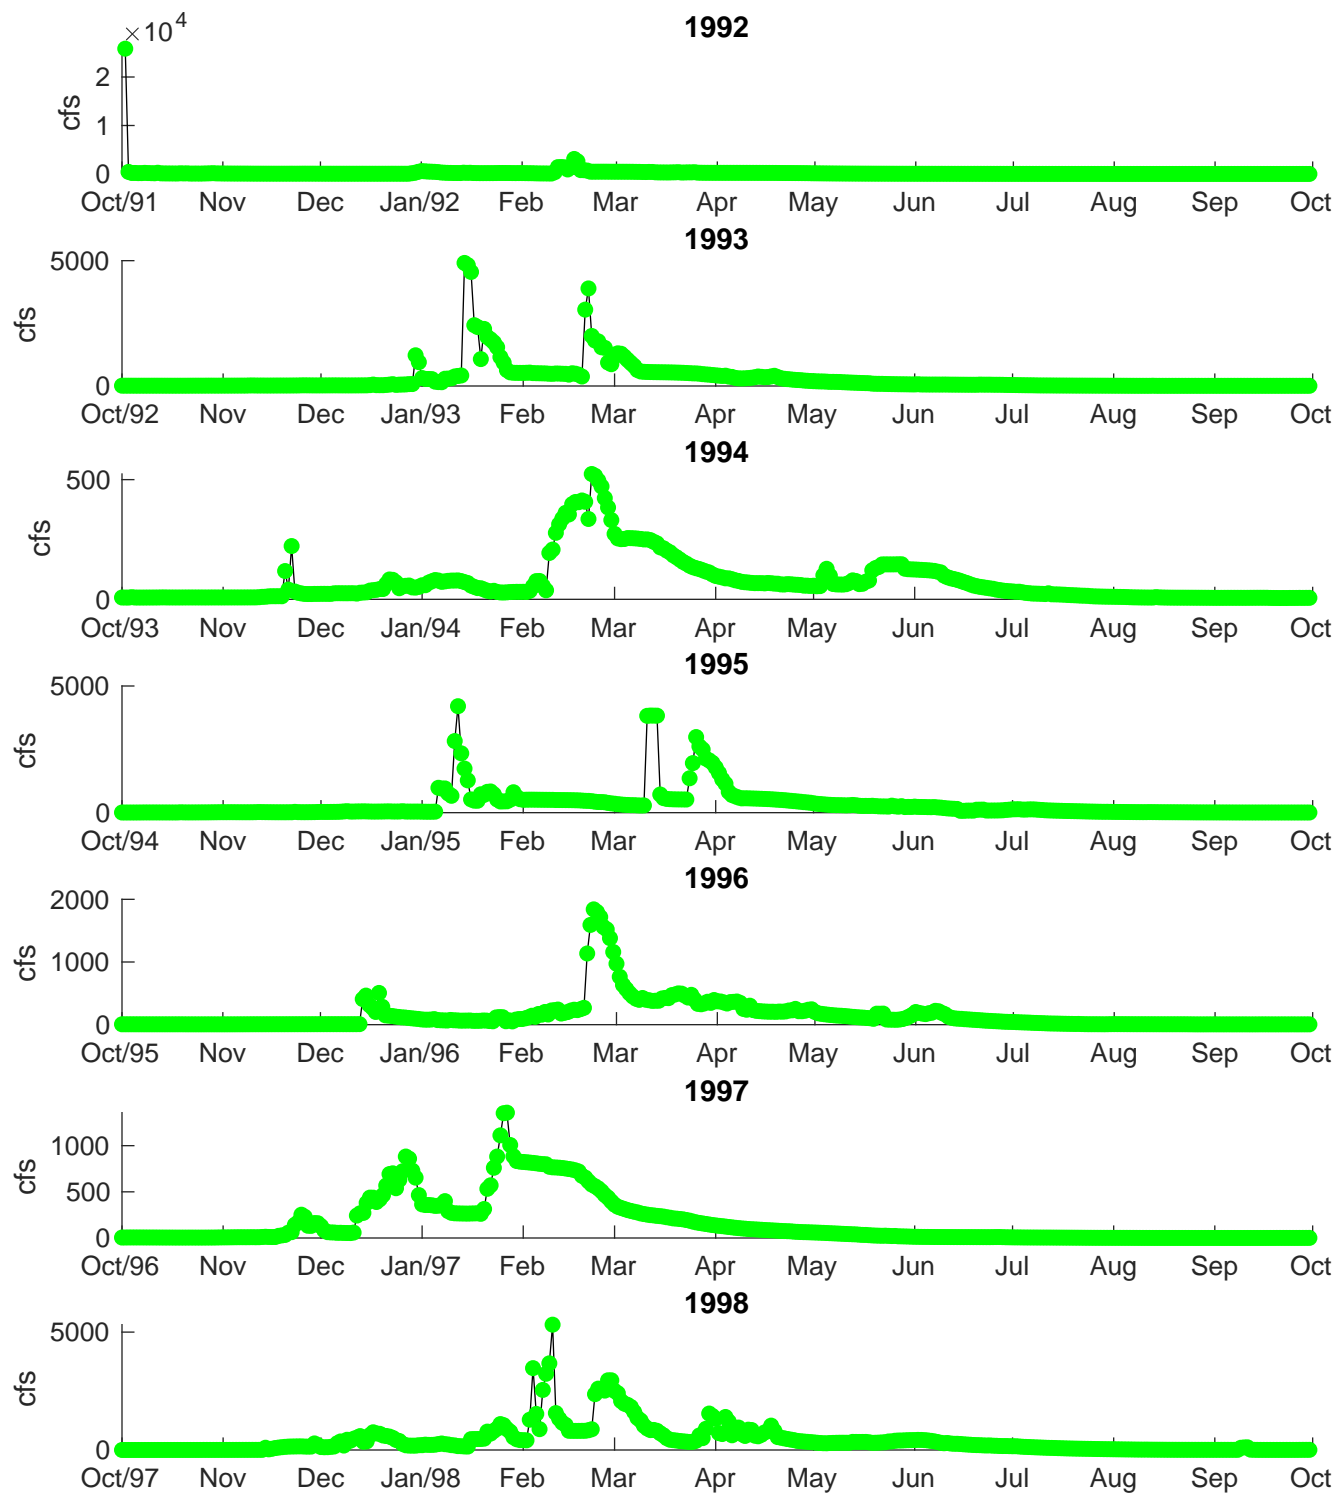 ×10⁴
1992
2
1
0
cfs
Oct/91 Nov Dec Jan/92 Feb Mar Apr May Jun Jul Aug Sep Oct
1993
5000
0
cfs
Oct/92 Nov Dec Jan/93 Feb Mar Apr May Jun Jul Aug Sep Oct
1994
500
0
cfs
Oct/93 Nov Dec Jan/94 Feb Mar Apr May Jun Jul Aug Sep Oct
1995
5000
0
cfs
Oct/94 Nov Dec Jan/95 Feb Mar Apr May Jun Jul Aug Sep Oct
1996
2000
1000
0
cfs
Oct/95 Nov Dec Jan/96 Feb Mar Apr May Jun Jul Aug Sep Oct
1997
1000
500
0
cfs
Oct/96 Nov Dec Jan/97 Feb Mar Apr May Jun Jul Aug Sep Oct
1998
5000
0
cfs
Oct/97 Nov Dec Jan/98 Feb Mar Apr May Jun Jul Aug Sep Oct